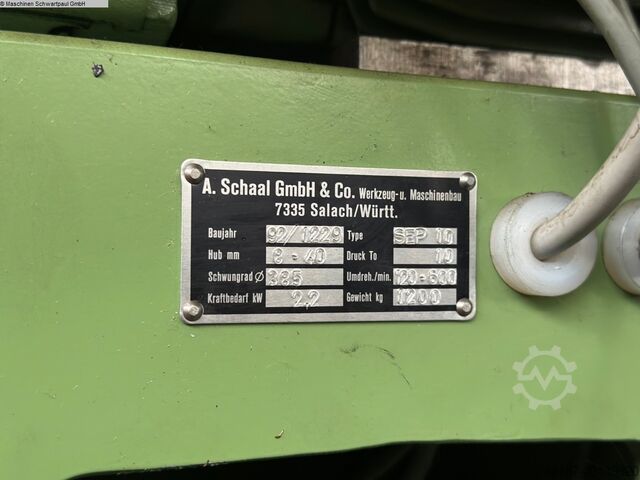 © Maschinen Schwartpaul GmbH
A. Schaal GmbH & Co. Werkzeug-u. Maschinenbau
7335 Salach/Württ.
Baujahr 92/1229 Type SEP 10
Hub mm 8-40 Druck To 10
Schwungrad Ø 385 Umdreh./min. 120-600
Kraftbedarf kW 2,2 Gewicht kg 1200